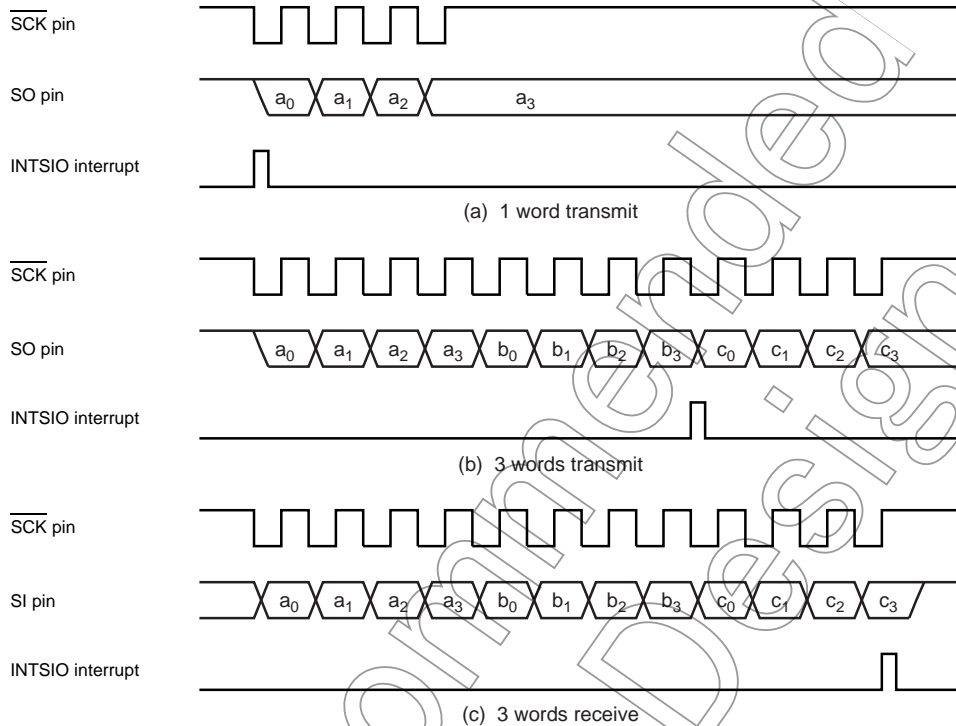 SCK pin
SO pin
a0 a1 a2 a3
INTSIO interrupt
(a) 1 word transmit
SCK pin
SO pin
a0 a1 a2 a3 b0 b1 b2 b3 c0 c1 c2 c3
INTSIO interrupt
(b) 3 words transmit
SCK pin
SI pin
a0 a1 a2 a3 b0 b1 b2 b3 c0 c1 c2 c3
INTSIO interrupt
(c) 3 words receive
ommended
Design